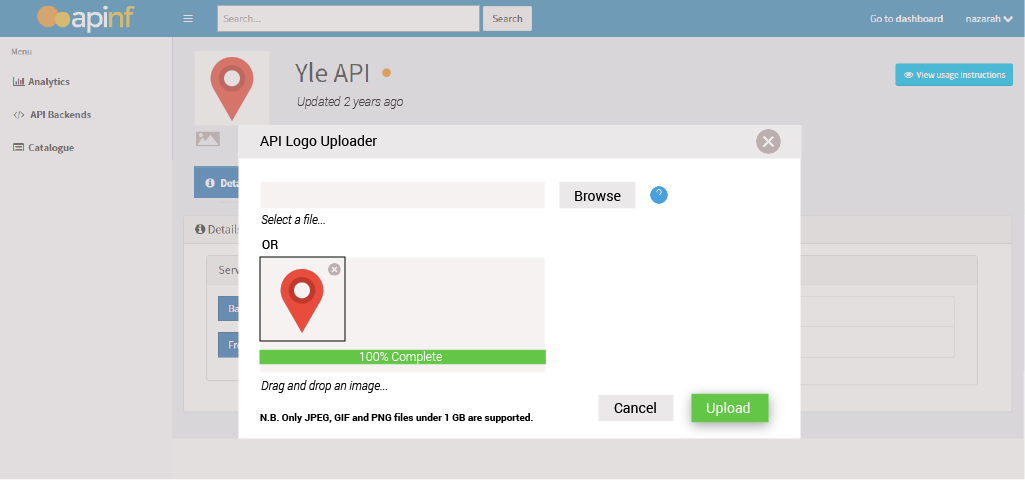 apinf
Search...
Search
Go to dashboard
nazarah
Menu
Analytics
API Backends
Catalogue
Yle API
Updated 2 years ago
View usage instructions
API Logo Uploader
Browse
?
Select a file...
OR
100% Complete
Drag and drop an image...
N.B. Only JPEG, GIF and PNG files under 1 GB are supported.
Cancel
Upload
Deta
Details
Serv
Ba